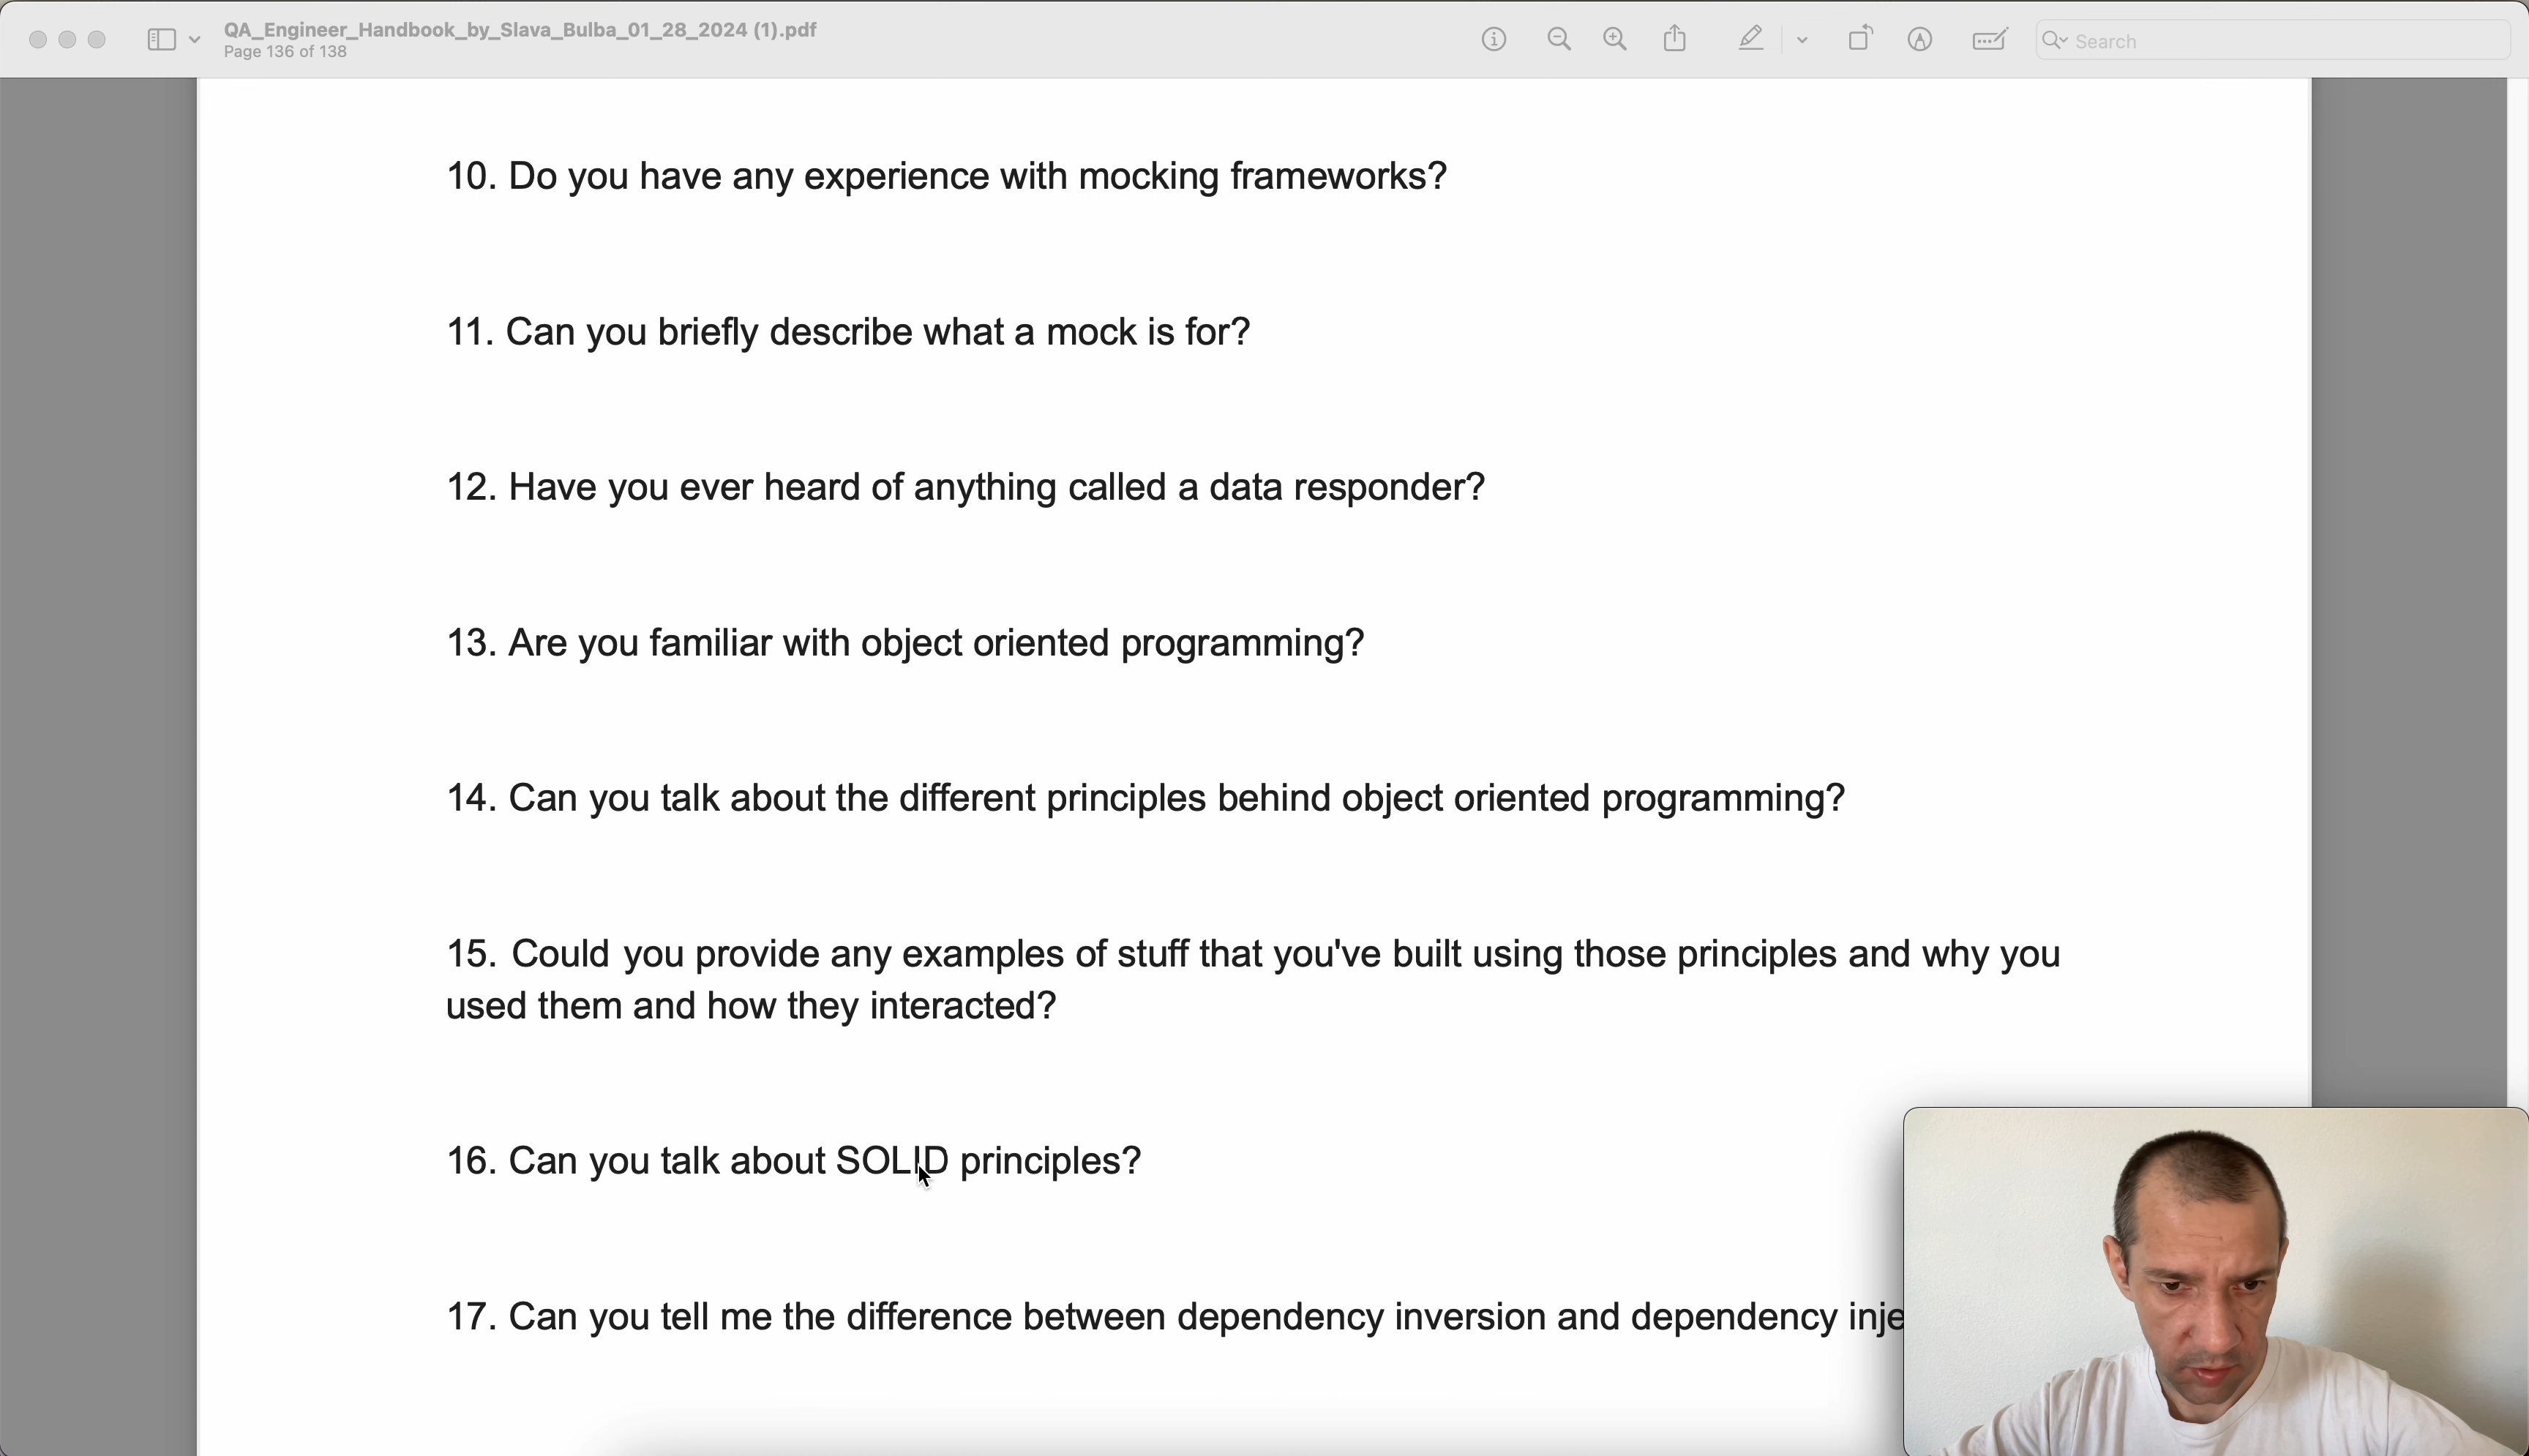 QA_Engineer_Handbook_by_Slava_Bulba_01_28_2024 (1).pdf
Page 136 of 138
Search
10. Do you have any experience with mocking frameworks?
11. Can you briefly describe what a mock is for?
12. Have you ever heard of anything called a data responder?
13. Are you familiar with object oriented programming?
14. Can you talk about the different principles behind object oriented programming?
15. Could you provide any examples of stuff that you've built using those principles and why you
used them and how they interacted?
16. Can you talk about SOLID principles?
17. Can you tell me the difference between dependency inversion and dependency inje